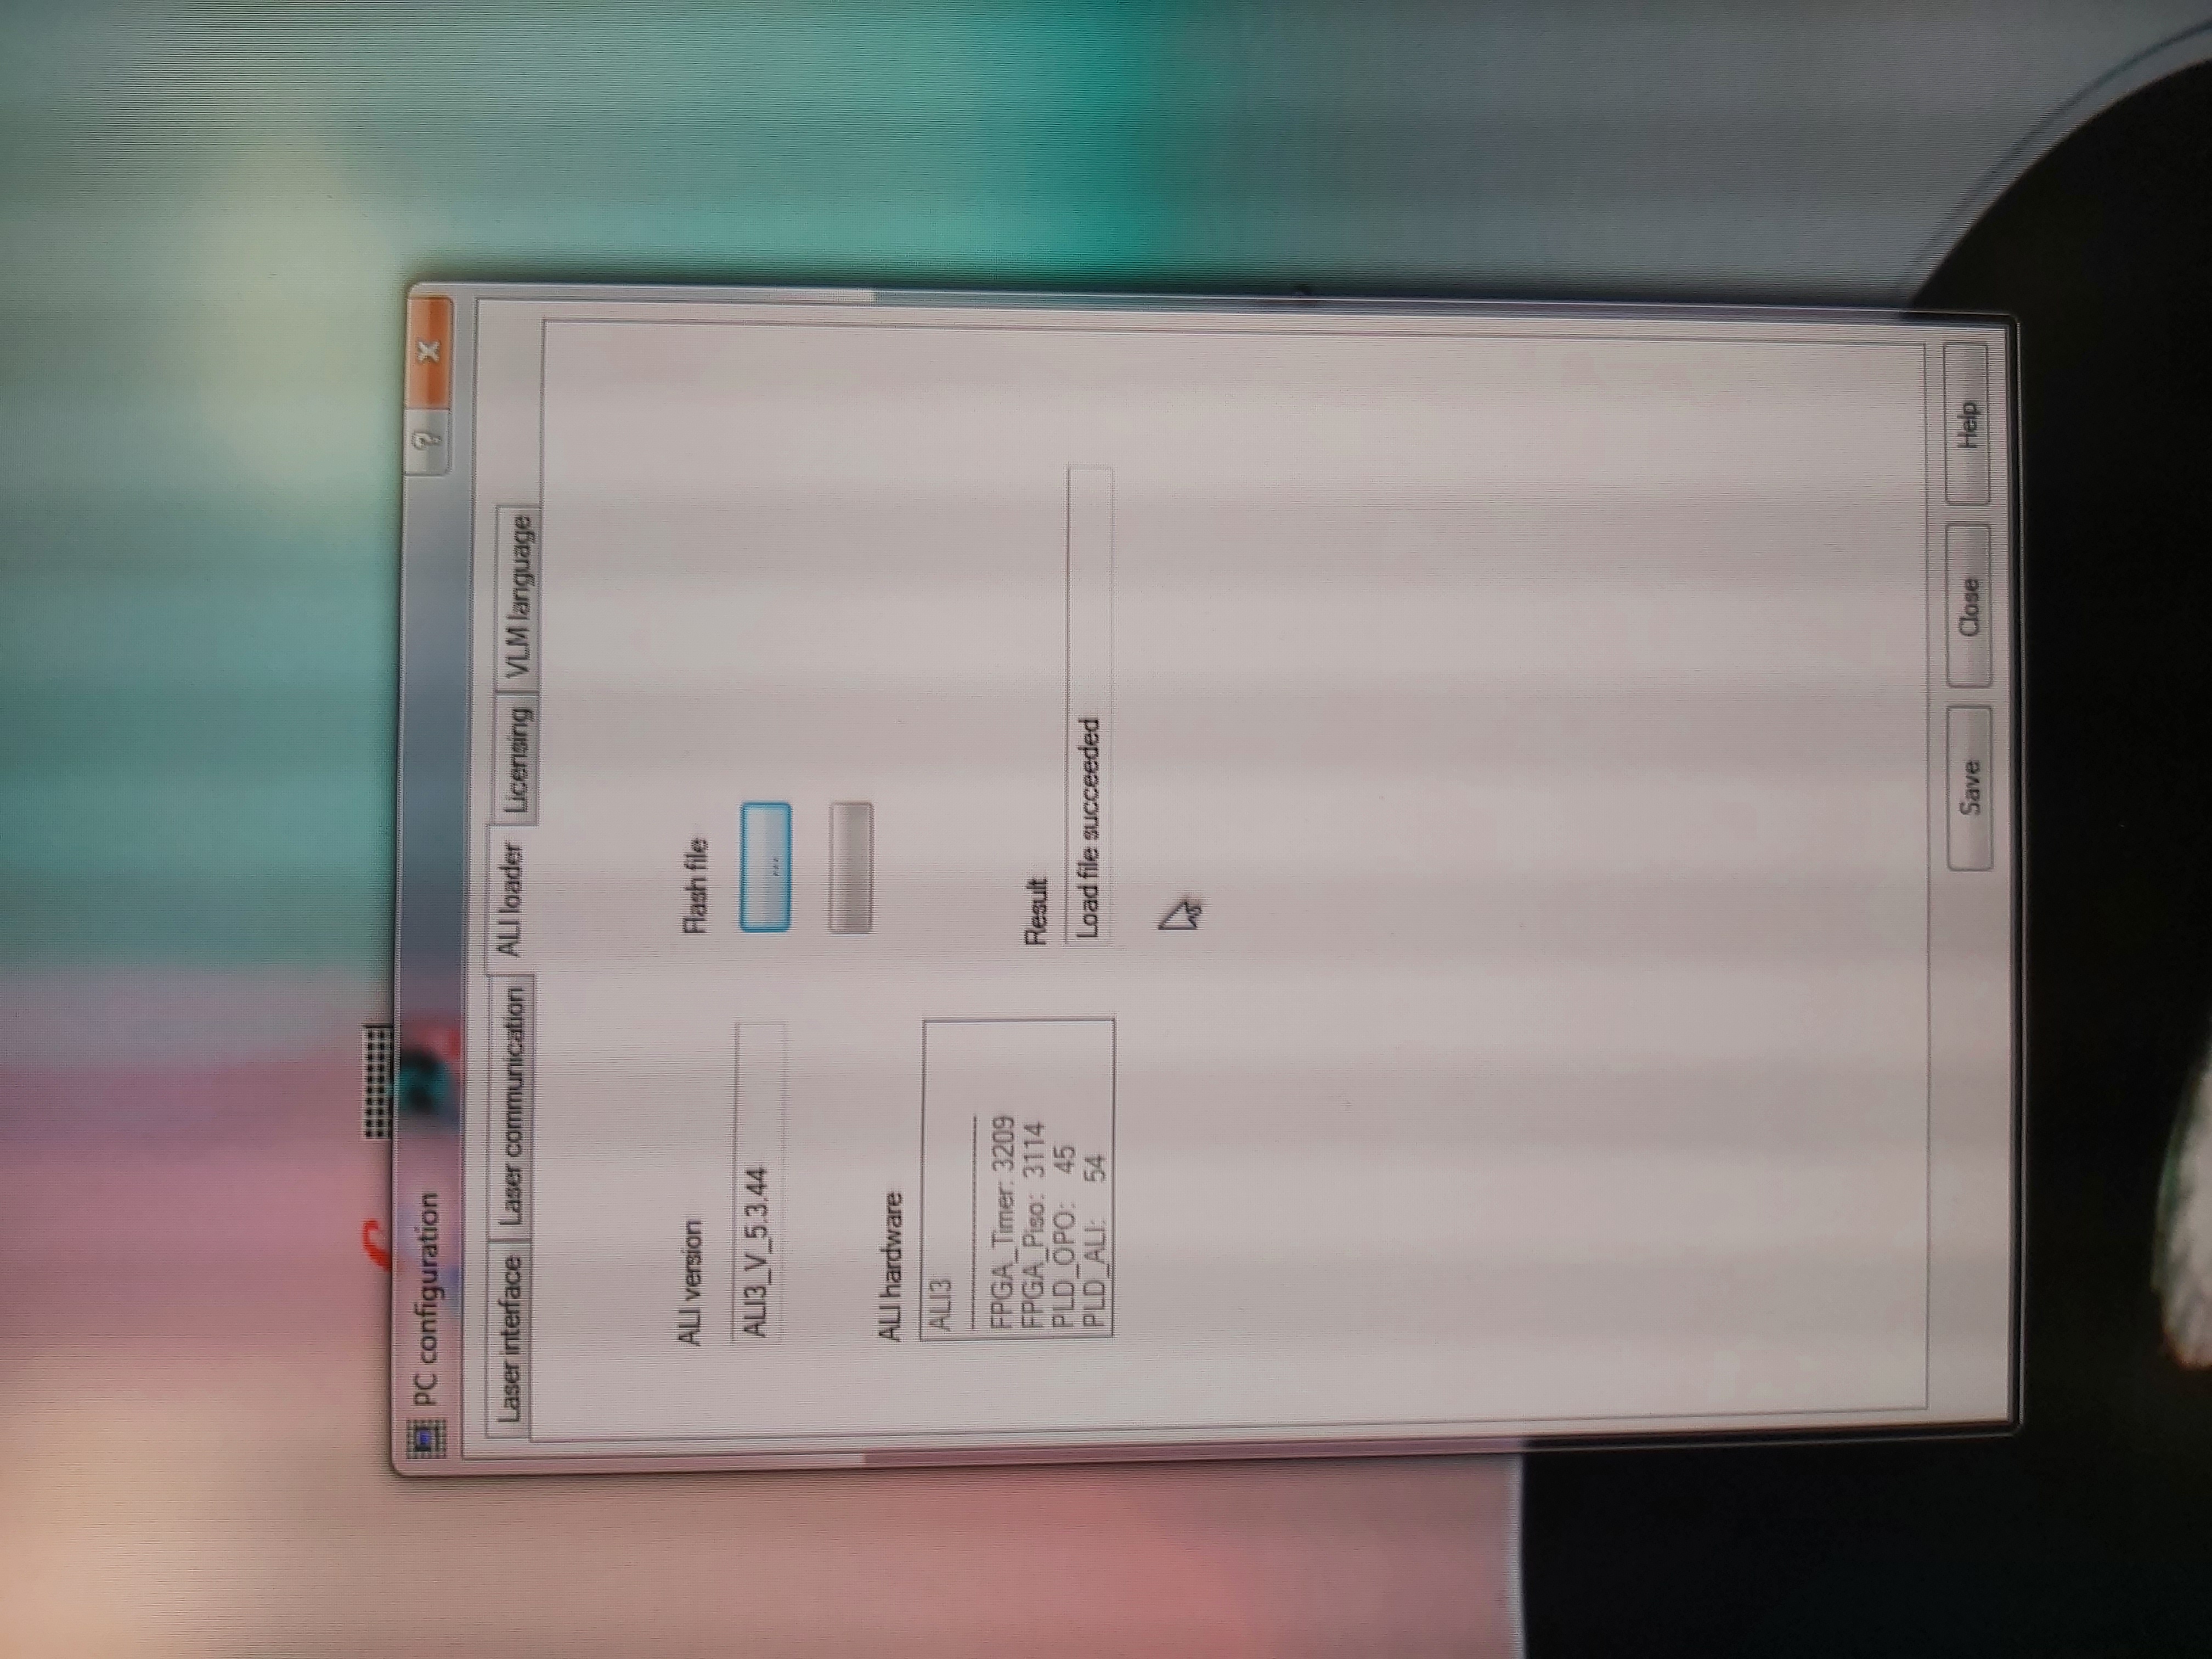 PC configuration
Laser interface
Laser communication
ALI loader
Licensing
VLM language
ALI version
Flash file
ALI3_V_5.3.44
...
ALI hardware
ALI3
FPGA_Timer: 3209
FPGA_Piso: 3114
PLD_OPO: 45
PLD_ALI: 54
Result
Load file succeeded
Save
Close
Help